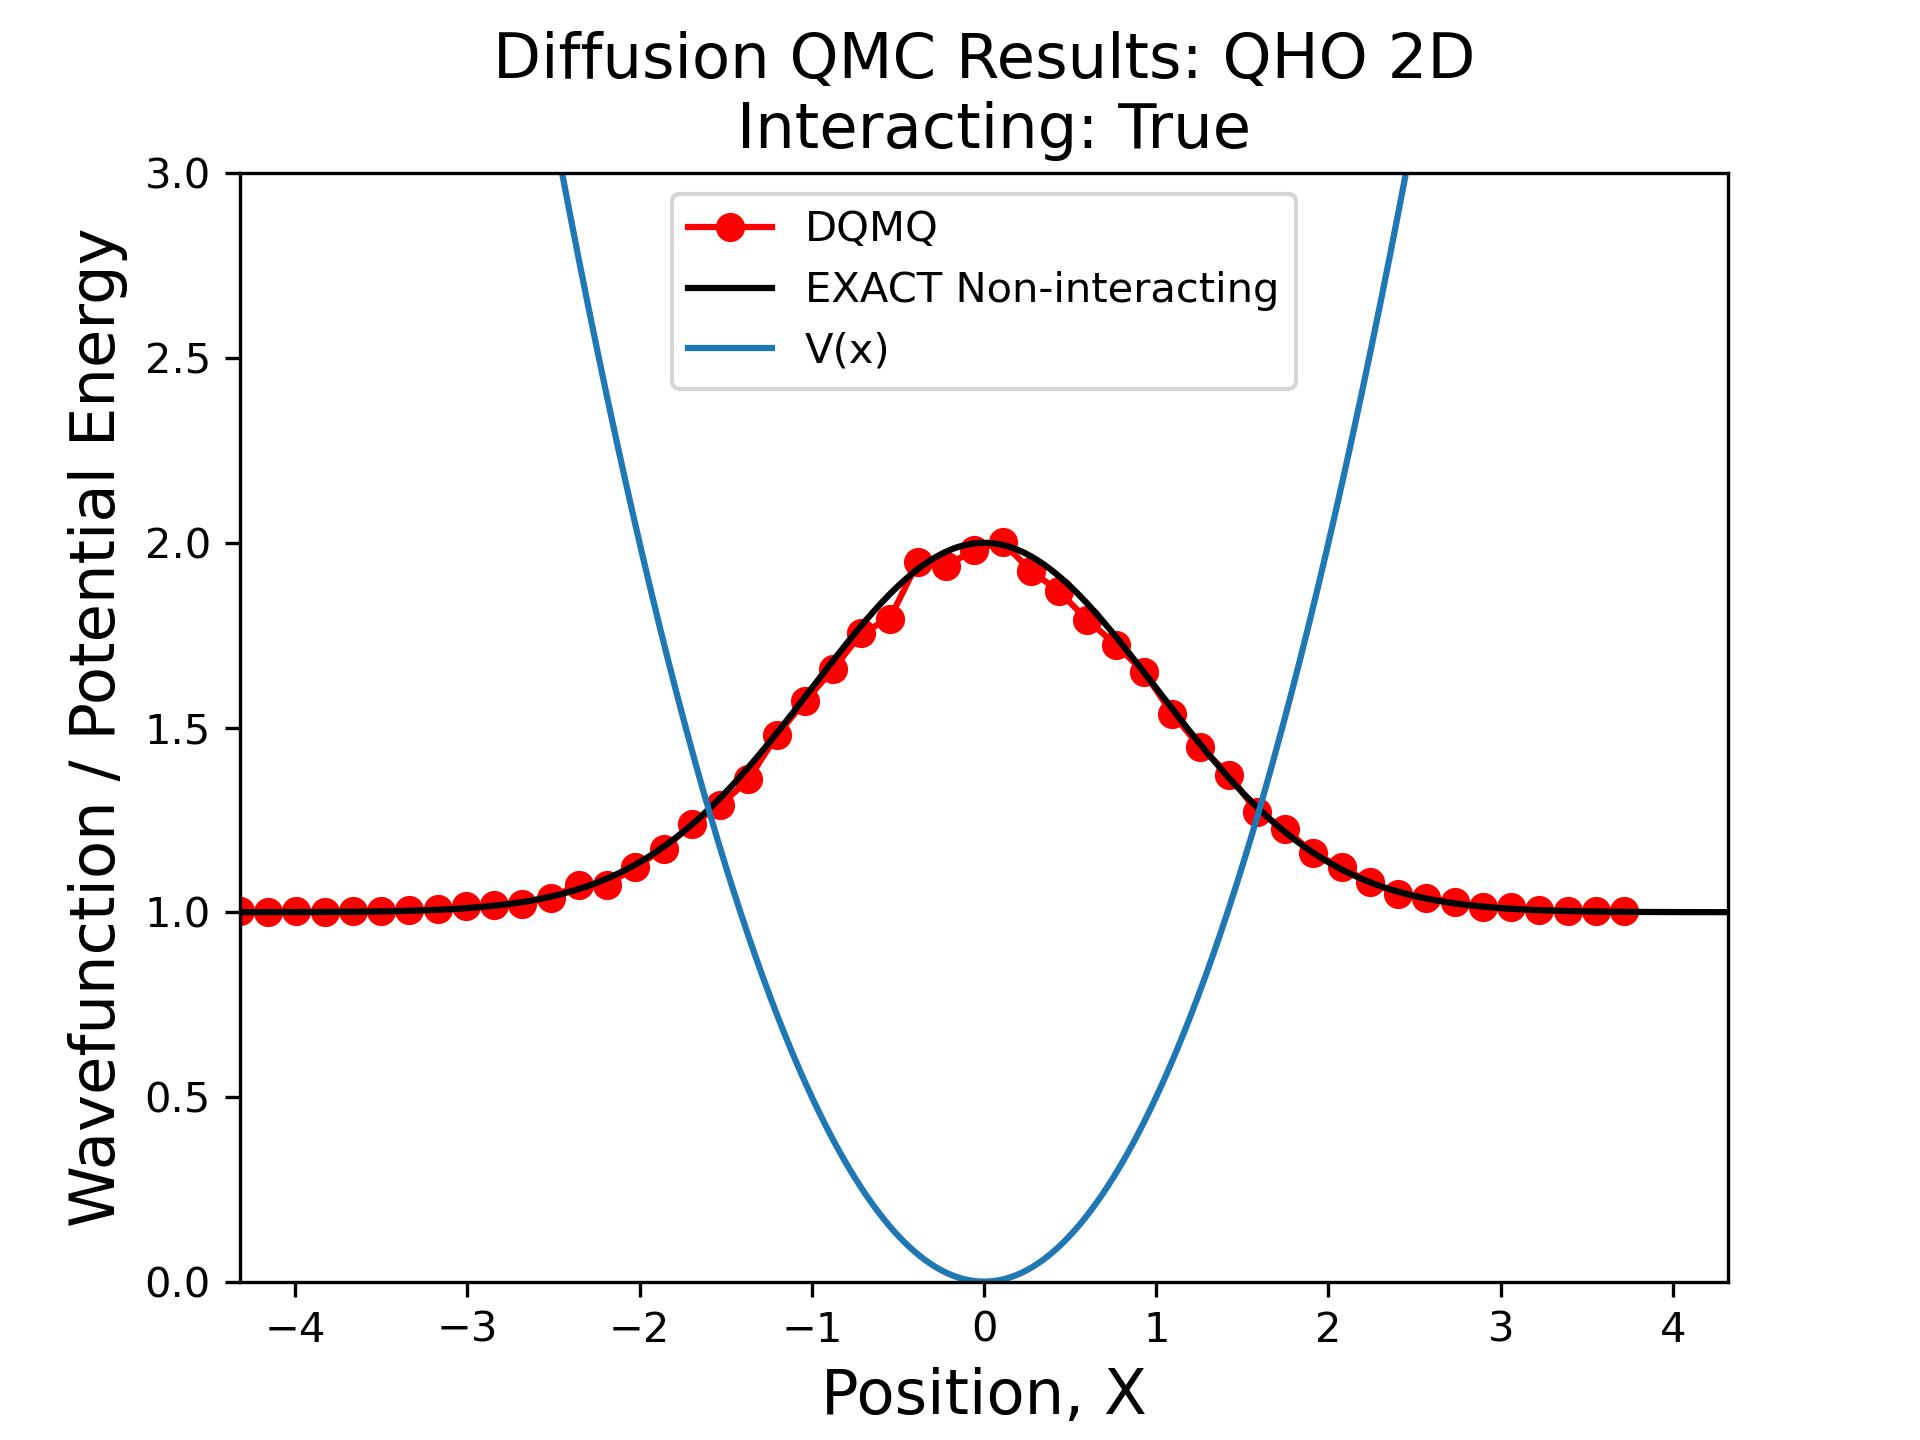 Diffusion QMC Results: QHO 2D
Interacting: True
Wavefunction / Potential Energy
3.0
2.5
2.0
1.5
1.0
0.5
0.0
DQMQ
EXACT Non-interacting
V(x)
−4 −3 −2 −1 0 1 2 3 4
Position, X